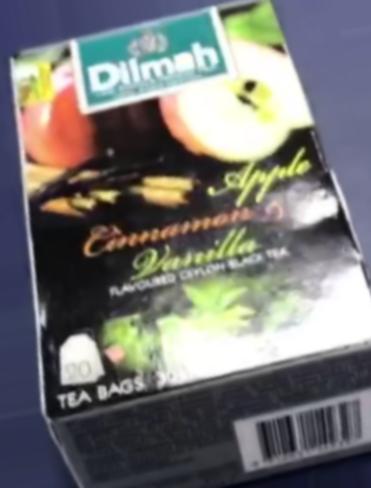 Dilmah
Apple
Cinnamon &
Vanilla
FLAVOURED CEYLON BLACK TEA
20
TEA BAGS